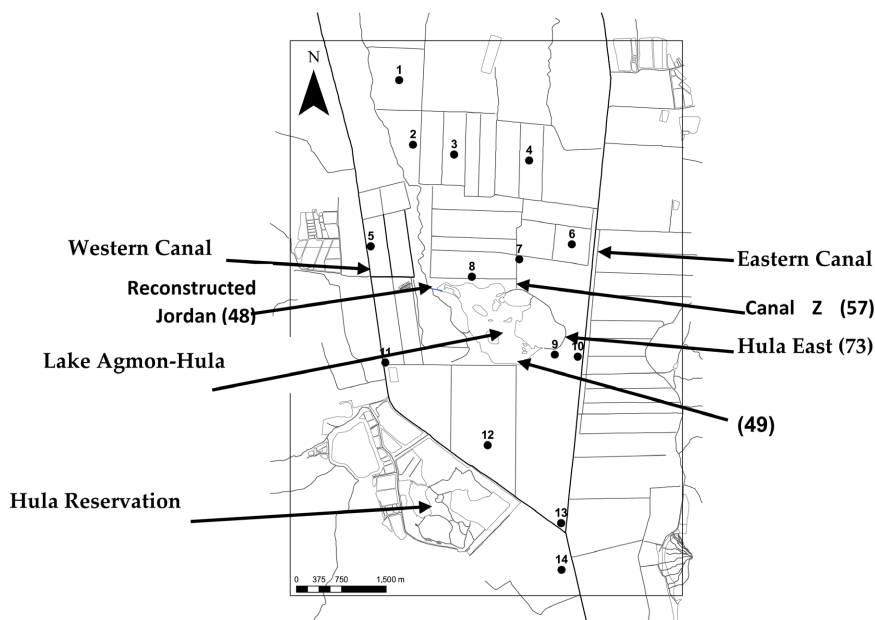 N
1
2
3
4
5
6
7
8
Western Canal
Eastern Canal
Reconstructed
Jordan (48)
Canal Z (57)
Hula East (73)
Lake Agmon-Hula
9
10
11
(49)
12
Hula Reservation
13
14
0 375 750 1,500 m